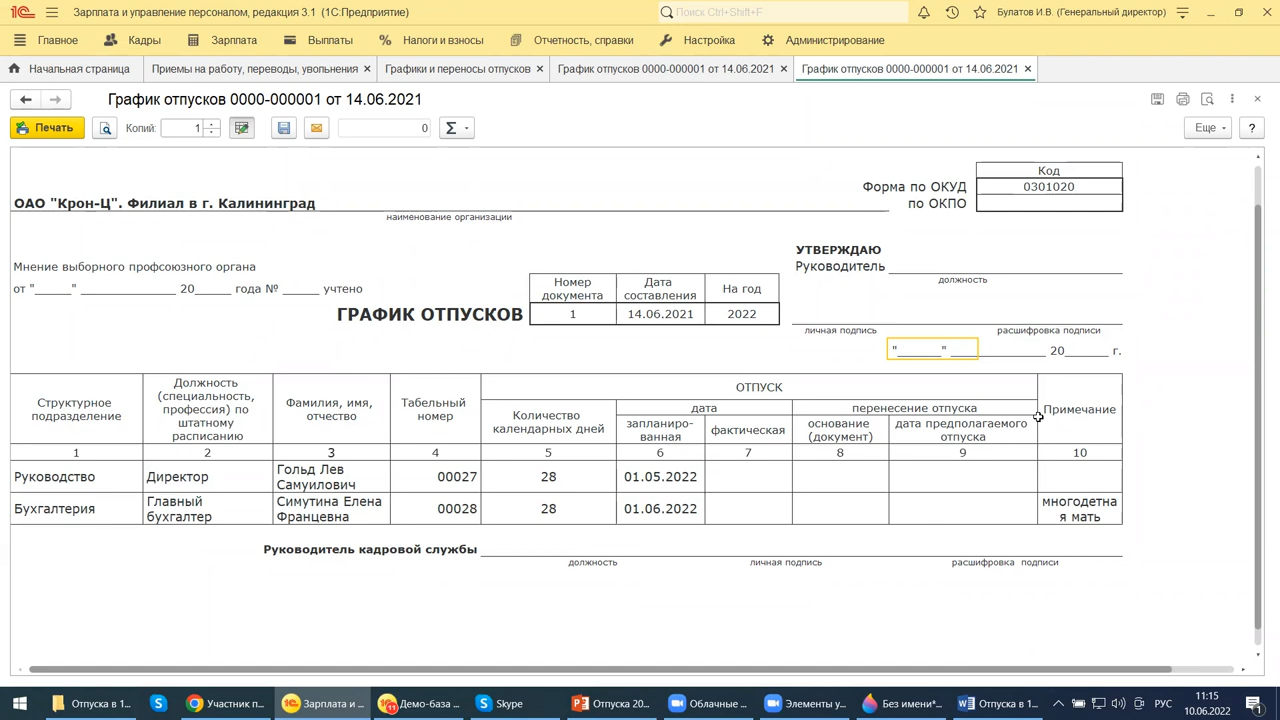 Зарплата и управление персоналом, редакция 3.1 (1С:Предприятие)
Поиск Ctrl+Shift+F
Булатов И.В. (Генеральный директор)
Главное
Кадры
Зарплата
Выплаты
Налоги и взносы
Отчетность, справки
Настройка
Администрирование
Начальная страница
Приемы на работу, переводы, увольнения
Графики и переносы отпусков
График отпусков 0000-000001 от 14.06.2021
График отпусков 0000-000001 от 14.06.2021
График отпусков 0000-000001 от 14.06.2021
Печать
Копий:
1
0
Еще
?
Код
Форма по ОКУД
0301020
ОАО "Крон-Ц". Филиал в г. Калининград
по ОКПО
наименование организации
УТВЕРЖДАЮ
Мнение выборного профсоюзного органа
Руководитель
должность
от "______" ________________ 20______ года № ______ учтено
Номер документа
Дата составления
На год
ГРАФИК ОТПУСКОВ
1
14.06.2021
2022
личная подпись
расшифровка подписи
"_______" ________________ 20_______ г.
Структурное подразделение
Должность (специальность, профессия) по штатному расписанию
Фамилия, имя, отчество
Табельный номер
ОТПУСК
Примечание
Количество календарных дней
дата
перенесение отпуска
запланиро-ванная
фактическая
основание (документ)
дата предполагаемого отпуска
1 2 3 4 5 6 7 8 9 10
Руководство Директор Гольд Лев Самуилович 00027 28 01.05.2022
Бухгалтерия Главный бухгалтер Симутина Елена Францевна 00028 28 01.06.2022 многодетная мать
Руководитель кадровой службы
должность
личная подпись
расшифровка подписи
Отпуска в 1...
Участник п...
Зарплата и ...
11
Демо-база ...
Skype
Отпуска 20...
Облачные ...
Элементы у...
Без имени*...
Отпуска в 1...
РУС
11:15
10.06.2022
1